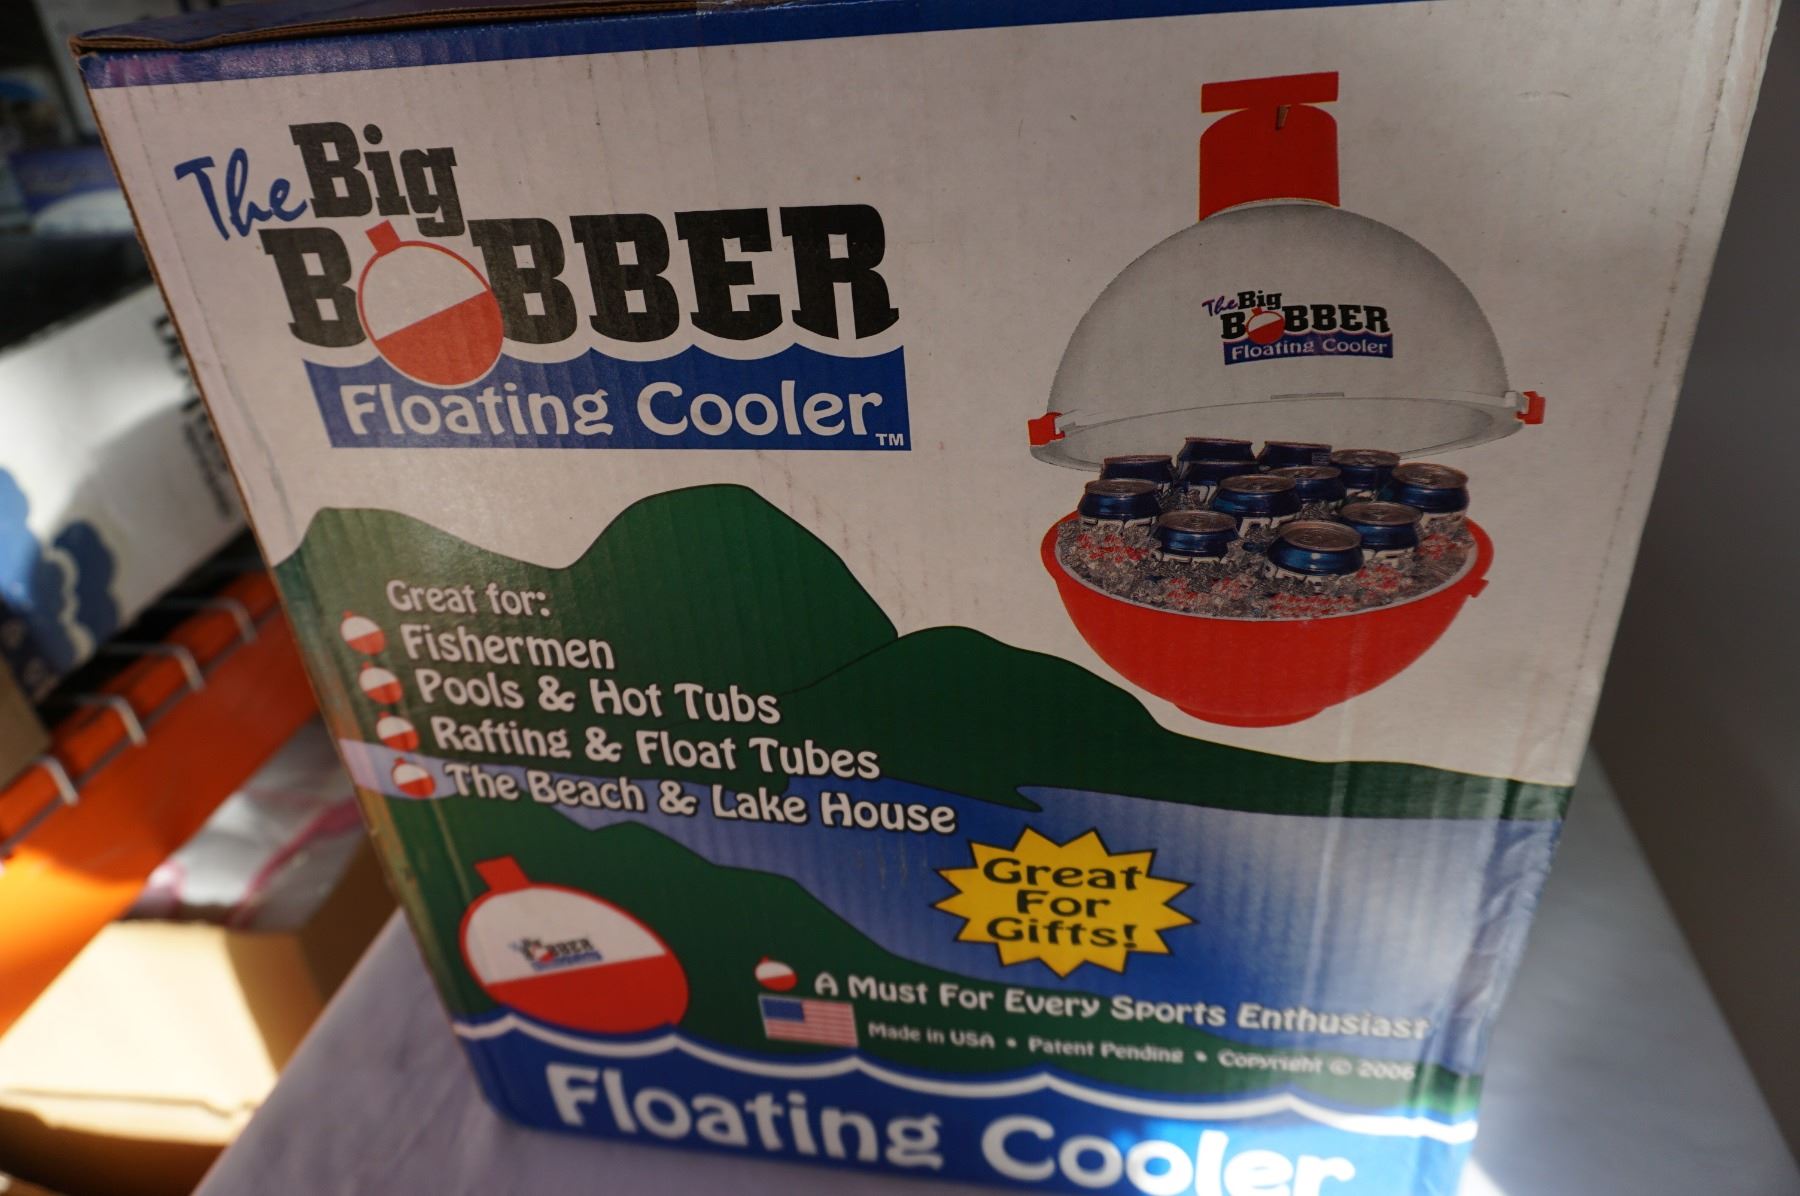 The Big
BOBBER
Floating Cooler™
The Big
BOBBER
Floating Cooler
Great for:
Fishermen
Pools & Hot Tubs
Rafting & Float Tubes
The Beach & Lake House
Great
For
Gifts!
BOBBER
A Must For Every Sports Enthusiast
Made in USA • Patent Pending • Copyright © 2006
Floating Cooler